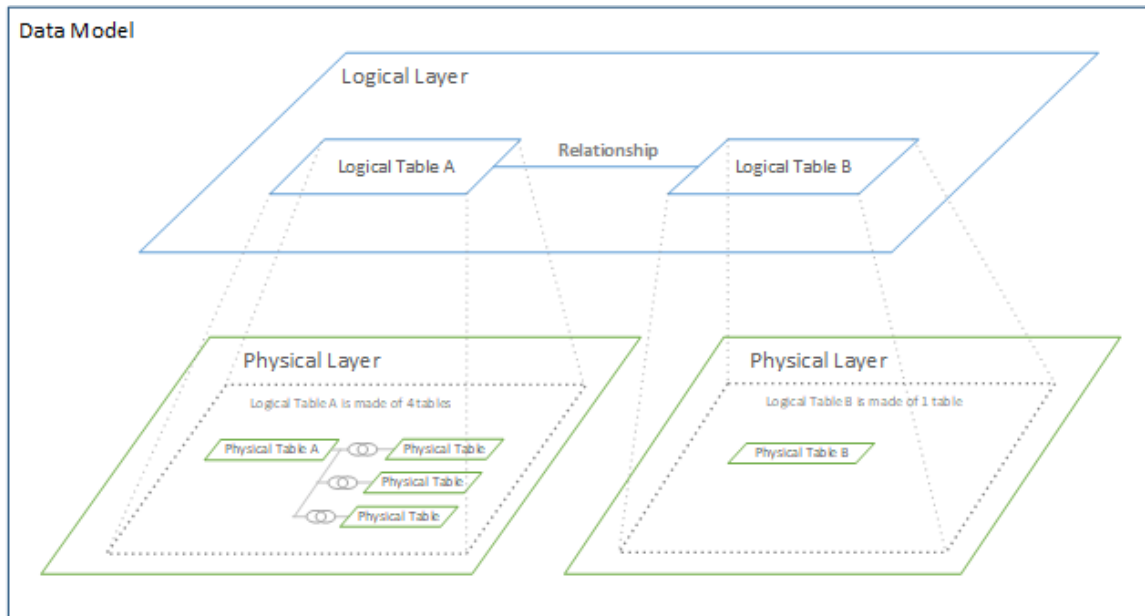 Data Model
Logical Layer
Relationship
Logical Table A
Logical Table B
Physical Layer
Physical Layer
Logical Table A is made of 4 tables
Logical Table B is made of 1 table
Physical Table A
Physical Table
Physical Table B
Physical Table
Physical Table